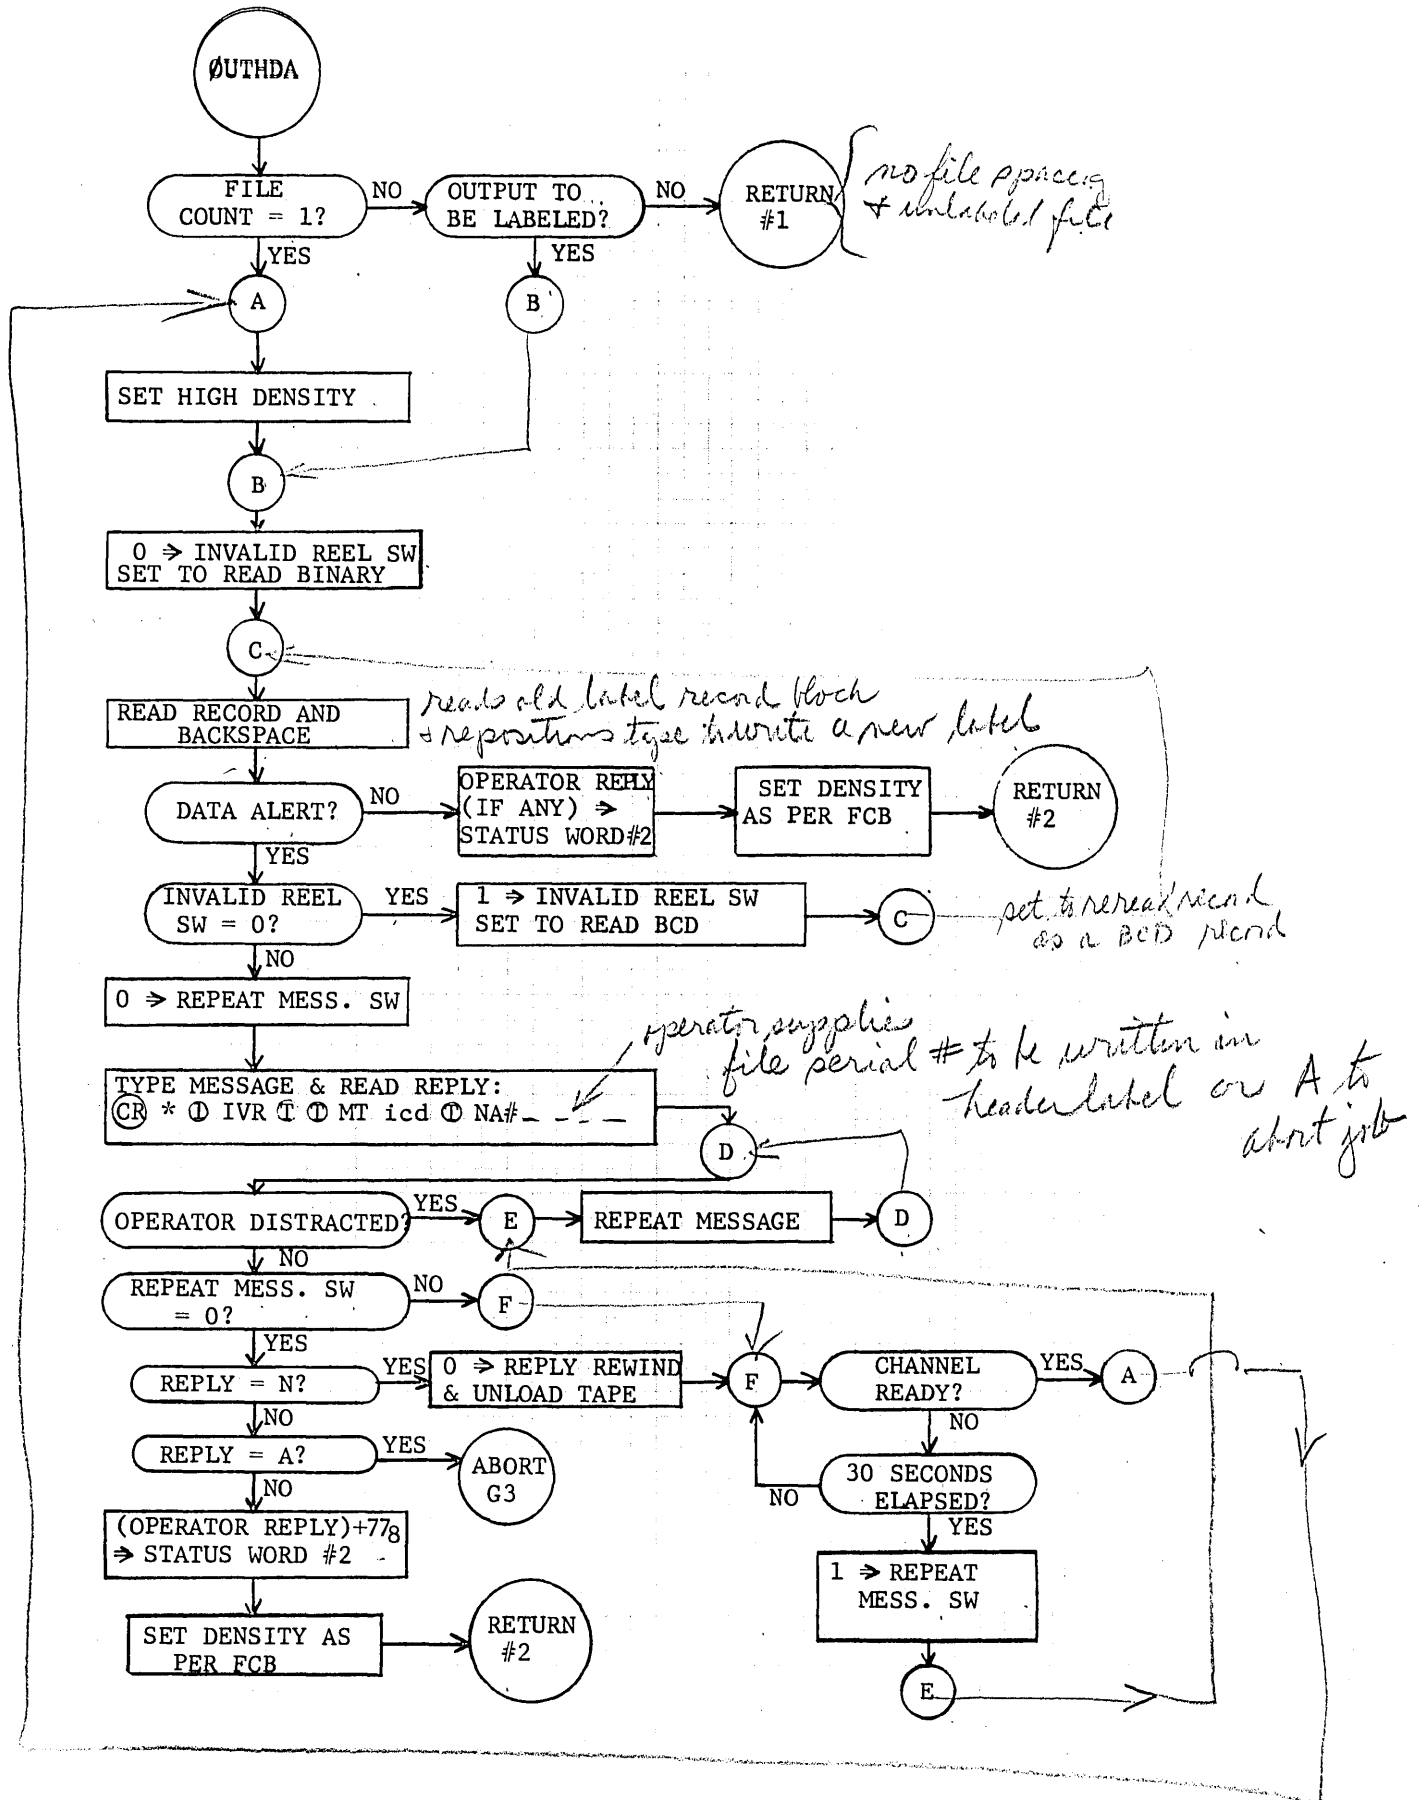 ØUTHDA
FILE
COUNT = 1?
NO
OUTPUT TO
BE LABELED?
NO
RETURN
#1
no file spacing
& unlabeled file
YES
YES
A
B
SET HIGH DENSITY
B
0 ⇒ INVALID REEL SW
SET TO READ BINARY
C
READ RECORD AND
BACKSPACE
reads old label record block
& repositions type to write a new label
DATA ALERT?
NO
OPERATOR REPLY
(IF ANY) ⇒
STATUS WORD #2
SET DENSITY
AS PER FCB
RETURN
#2
YES
INVALID REEL
SW = 0?
YES
1 ⇒ INVALID REEL SW
SET TO READ BCD
C
set to reread record
as a BCD record
NO
0 ⇒ REPEAT MESS. SW
operator supplies
file serial # to be written in
header label or A to
abort job
TYPE MESSAGE & READ REPLY:
(CR) * Ⓘ IVR Ⓘ Ⓘ MT icd Ⓘ NA#_ _ _ _
D
OPERATOR DISTRACTED?
YES
E
REPEAT MESSAGE
D
NO
REPEAT MESS. SW
= 0?
NO
F
YES
REPLY = N?
YES
0 ⇒ REPLY REWIND
& UNLOAD TAPE
F
CHANNEL
READY?
YES
A
NO
NO
REPLY = A?
YES
ABORT
G3
30 SECONDS
ELAPSED?
NO
NO
YES
(OPERATOR REPLY)+77₈
⇒ STATUS WORD #2
1 ⇒ REPEAT
MESS. SW
SET DENSITY AS
PER FCB
RETURN
#2
E